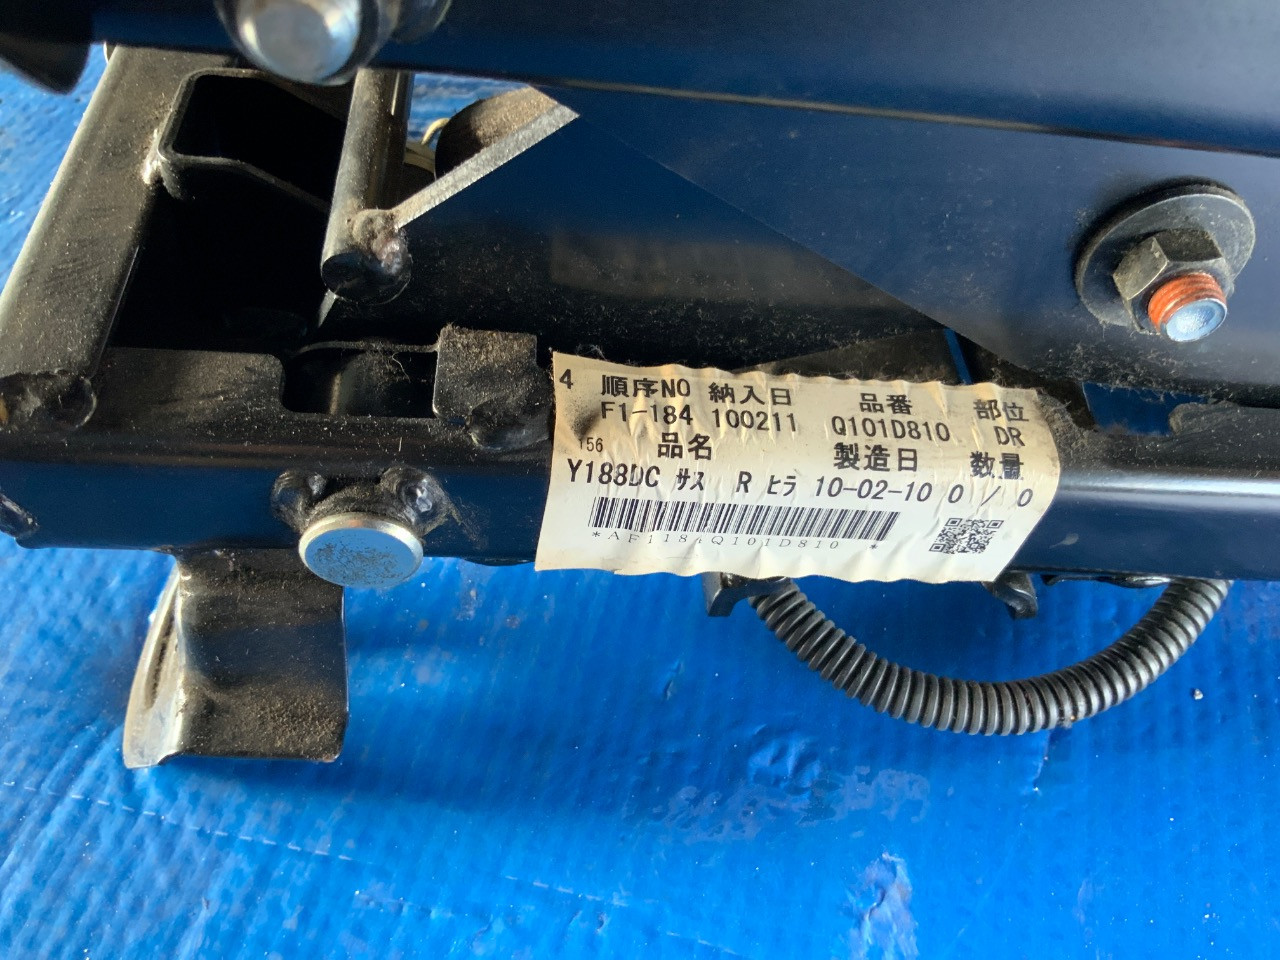 4 順序NO 納入日 品番 部位
F1-184 100211 Q101D810 DR
156 品名 製造日 数量
Y188DC ｻｽ R ﾋﾗ 10-02-10 0 / 0
*AF1184Q101D810 *